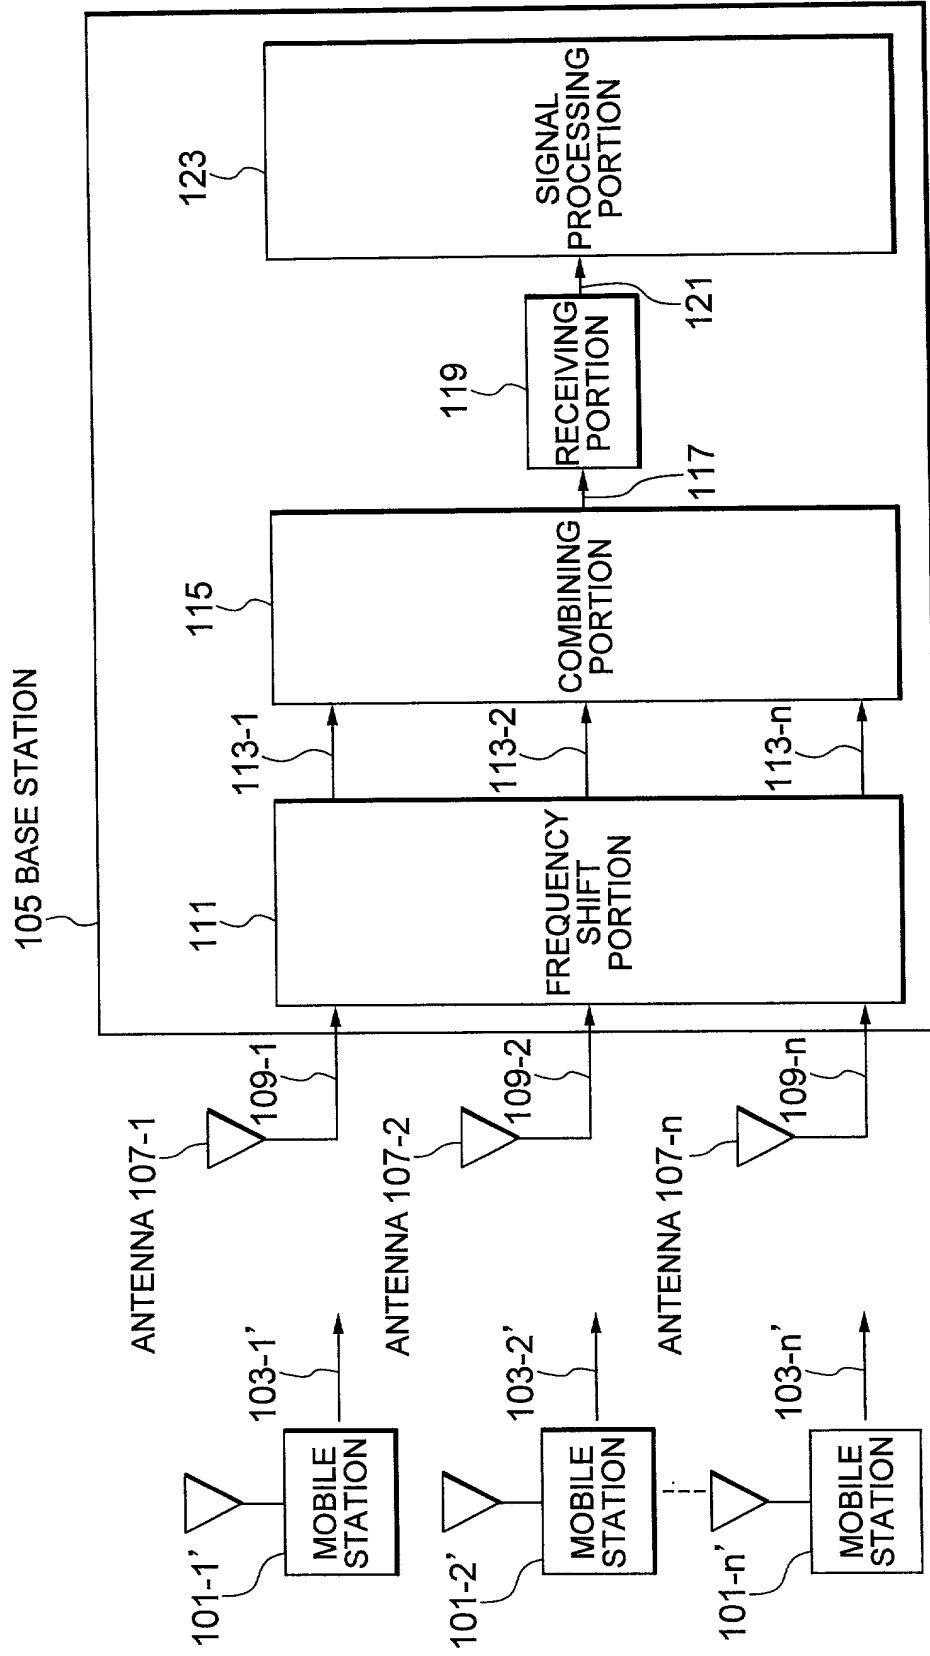 105 BASE STATION
101-1'
MOBILE
STATION
103-1'
ANTENNA 107-1
109-1
101-2'
MOBILE
STATION
103-2'
ANTENNA 107-2
109-2
101-n'
MOBILE
STATION
103-n'
ANTENNA 107-n
109-n
111
FREQUENCY
SHIFT
PORTION
113-1
113-2
113-n
115
COMBINING
PORTION
117
119
RECEIVING
PORTION
121
123
SIGNAL
PROCESSING
PORTION